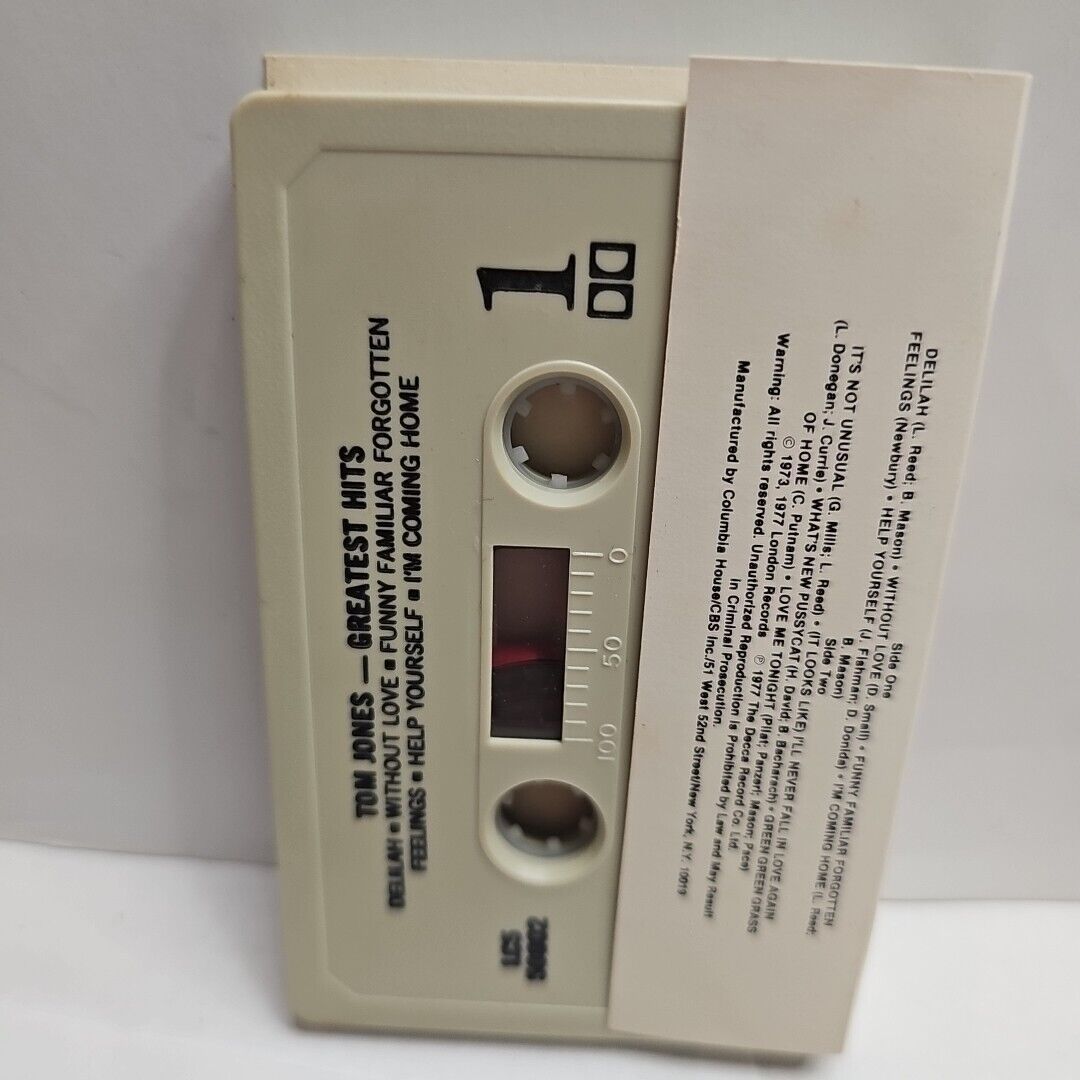 TOM JONES—GREATEST HITS
DELILAH ■ WITHOUT LOVE ■ FUNNY FAMILIAR FORGOTTEN
FEELINGS ■ HELP YOURSELF ■ I'M COMING HOME
1
LCS
0 50 100
Side One
DELILAH (L. Reed; B. Mason) • WITHOUT LOVE (D. Small) • FUNNY FAMILIAR FORGOTTEN
FEELINGS (Newbury) • HELP YOURSELF (J. Fishman; D. Donida) • I'M COMING HOME (L. Reed;
B. Mason)
Side Two
IT'S NOT UNUSUAL (G. Mills; L. Reed) • (IT LOOKS LIKE) I'LL NEVER FALL IN LOVE AGAIN
(L. Donegan; J. Currie) • WHAT'S NEW PUSSYCAT (H. David; B. Bacharach) • GREEN GREEN GRASS
OF HOME (C. Putnam) • LOVE ME TONIGHT (Pilat; Panzeri; Mason; Pace)
© 1973, 1977 London Records ℗ 1977 The Decca Record Co. Ltd.
Warning: All rights reserved. Unauthorized Reproduction is Prohibited by Law and May Result
in Criminal Prosecution.
Manufactured by Columbia House/CBS Inc./51 West 52nd Street/New York, N.Y. 10019